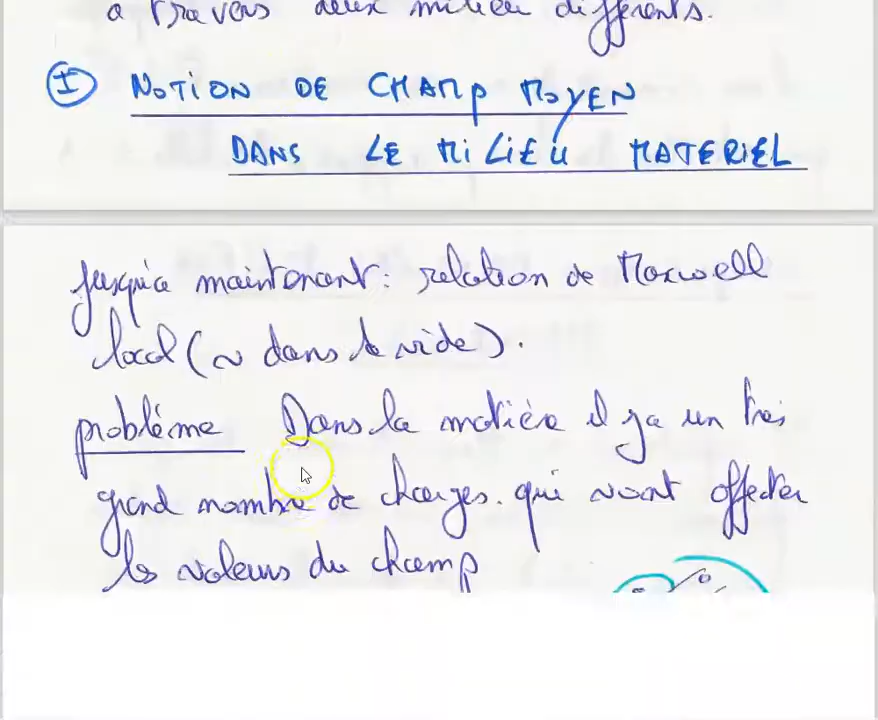 à travers deux milieu différents.
I NOTION DE CHAMP MOYEN
DANS LE MILIEU MATERIEL
Jusqu'à maintenant: relation de Maxwell
local (~ dans le vide).
problème Dans la matière il y a un très
grand nombre de charges. qui vont affecter
les valeurs du champ